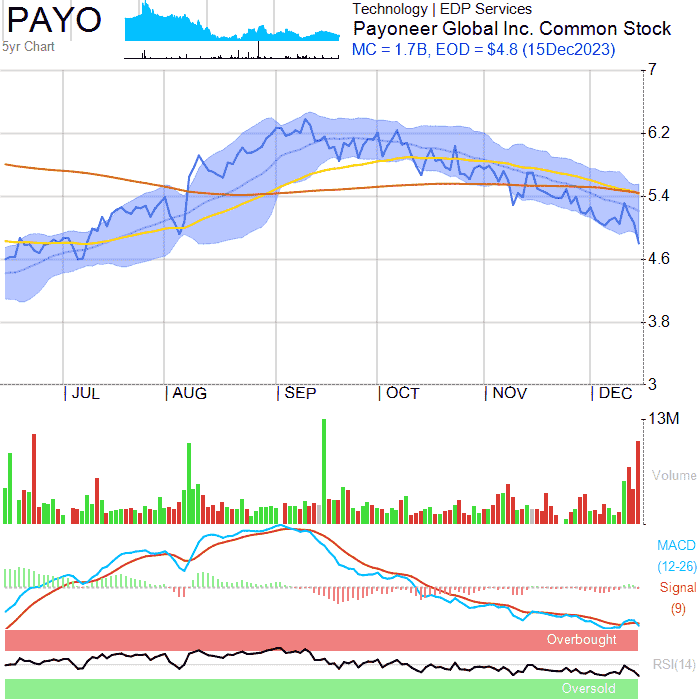 PAYO
5yr Chart
Technology | EDP Services
Payoneer Global Inc. Common Stock
MC = 1.7B, EOD = $4.8 (15Dec2023)
7
6.2
5.4
4.6
3.8
3
| JUL | AUG | SEP | OCT | NOV | DEC
13M
Volume
MACD
(12-26)
Signal
(9)
Overbought
RSI(14)
Oversold